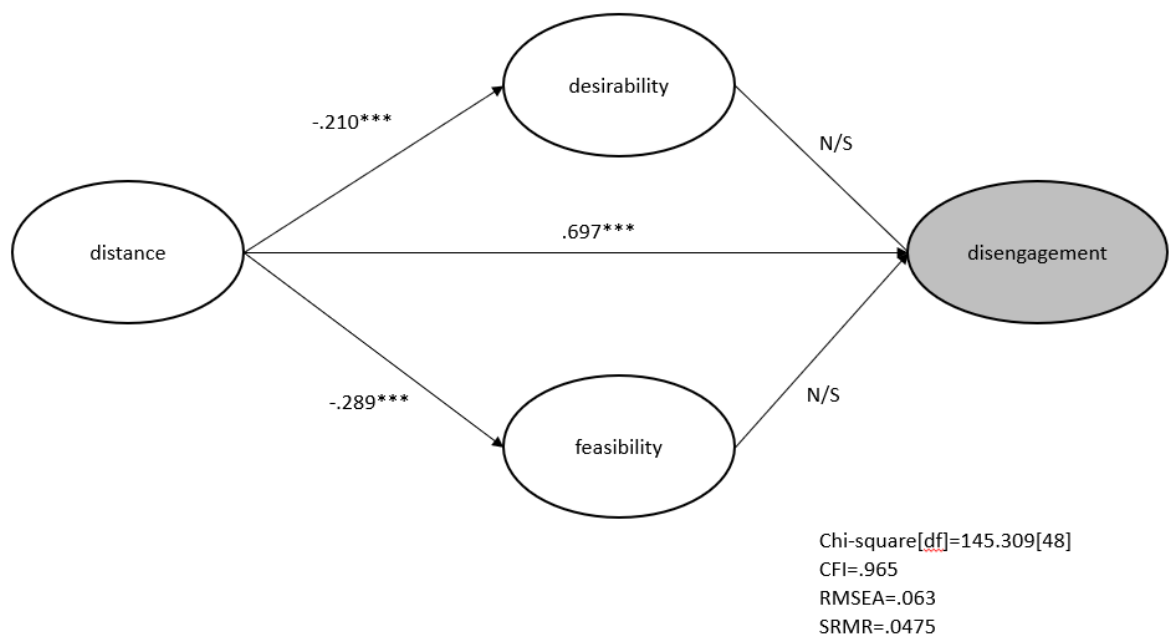 desirability
-.210***
N/S
.697***
distance
disengagement
-.289***
N/S
feasibility
Chi-square[df]=145.309[48]
CFI=.965
RMSEA=.063
SRMR=.0475